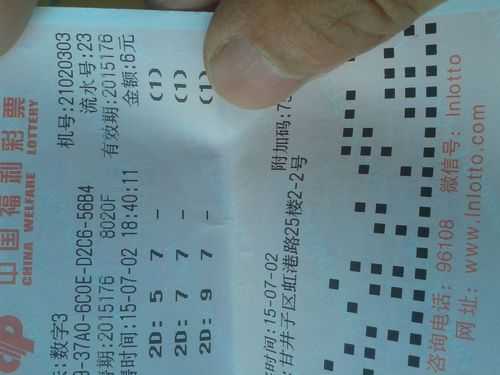 中国福利彩票
CHINA WELFARE LOTTERY
:数字3 机号:21020303
9-37A0-6C0E-D2C6-56B4 流水号:23
期:2015176 8020F 有效期:2015176
时间:15-07-02 18:40:11 金额:6元
2D: 5 7 - (1)
2D: 7 7 - (1)
2D: 9 7 - (1)
时间:15-07-02 附加码:7
:甘井子区虹港路25楼2-2号
咨询电话: 96108 微信号: lnlotto
网址: www.lnlotto.com